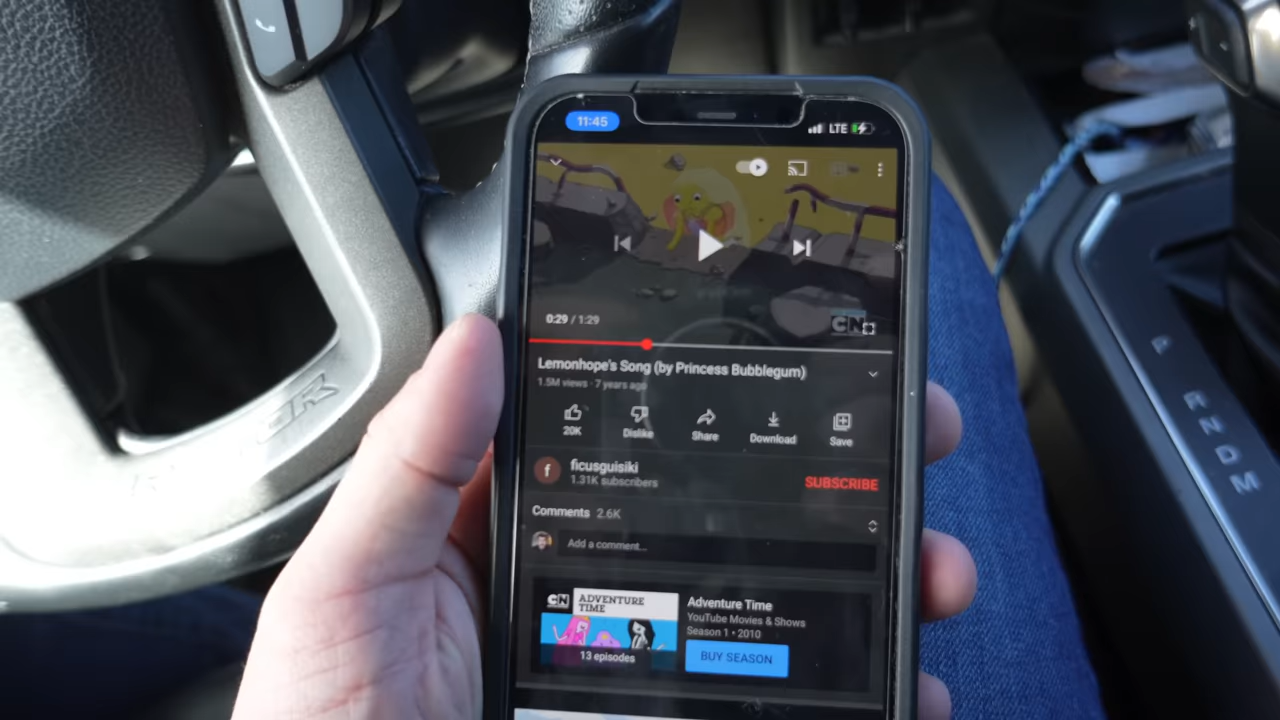 11:45
LTE
CN
0:29 / 1:29
Lemonhope's Song (by Princess Bubblegum)
1.5M views · 7 years ago
20K
Dislike
Share
Download
Save
f
ficusguisiki
1.31K subscribers
SUBSCRIBE
Comments 2.6K
Add a comment...
CN
ADVENTURE
TIME
13 episodes
Adventure Time
YouTube Movies & Shows
Season 1 • 2010
BUY SEASON
P
R
N
D
M